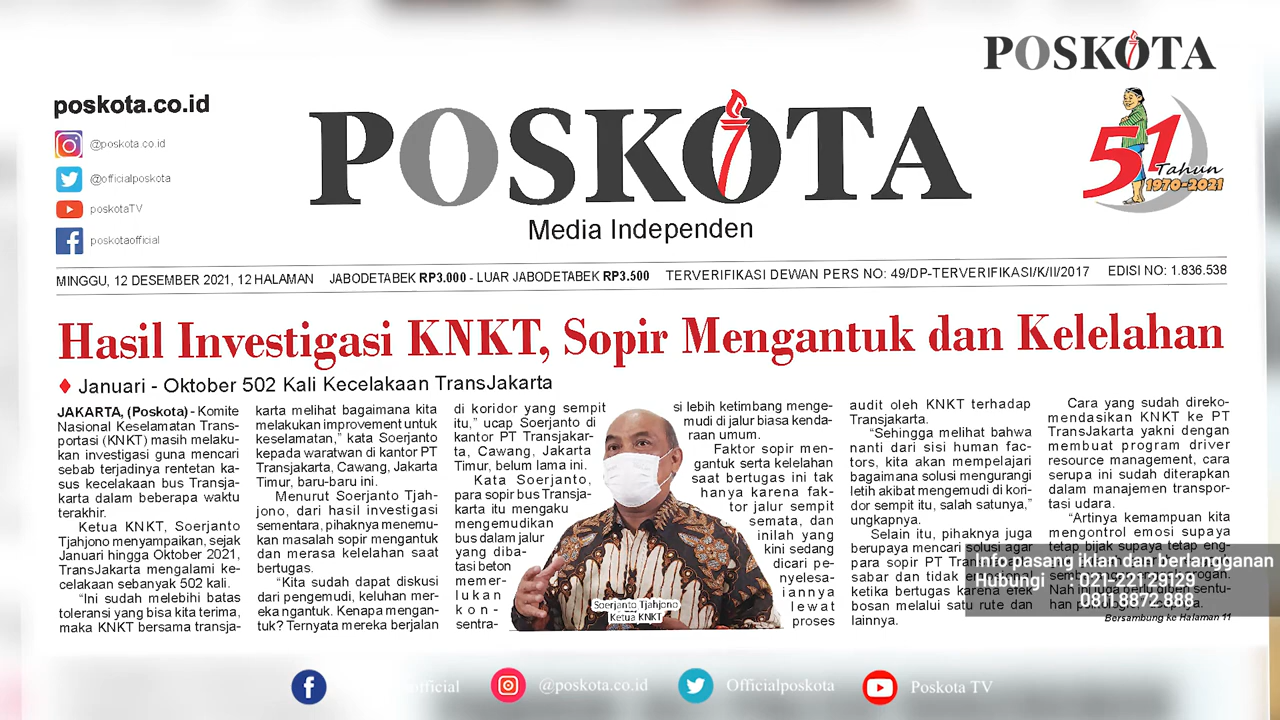 POSKOTA
poskota.co.id
@poskota.co.id
@officialposkota
poskotaTV
poskotaofficial
POSKOTA
Media Independen
51
Tahun
1970-2021
MINGGU, 12 DESEMBER 2021, 12 HALAMAN JABODETABEK RP3.000 - LUAR JABODETABEK RP3.500 TERVERIFIKASI DEWAN PERS NO: 49/DP-TERVERIFIKASI/K/II/2017 EDISI NO: 1.836.538
Hasil Investigasi KNKT, Sopir Mengantuk dan Kelelahan
Januari - Oktober 502 Kali Kecelakaan TransJakarta
JAKARTA, (Poskota) - Komite
Nasional Keselamatan Trans-
portasi (KNKT) masih melaku-
kan investigasi guna mencari
sebab terjadinya rentetan ka-
sus kecelakaan bus Transja-
karta dalam beberapa waktu
terakhir.
Ketua KNKT, Soerjanto
Tjahjono menyampaikan, sejak
Januari hingga Oktober 2021,
TransJakarta mengalami ke-
celakaan sebanyak 502 kali.
“Ini sudah melebihi batas
toleransi yang bisa kita terima,
maka KNKT bersama transja-
karta melihat bagaimana kita
melakukan improvement untuk
keselamatan,” kata Soerjanto
kepada waratwan di kantor PT
Transjakarta, Cawang, Jakarta
Timur, baru-baru ini.
Menurut Soerjanto Tjah-
jono, dari hasil investigasi
sementara, pihaknya menemu-
kan masalah sopir mengantuk
dan merasa kelelahan saat
bertugas.
“Kita sudah dapat diskusi
dari pengemudi, keluhan mer-
eka ngantuk. Kenapa mengan-
tuk? Ternyata mereka berjalan
di koridor yang sempit
itu,” ucap Soerjanto di
kantor PT Transjakar-
ta, Cawang, Jakarta
Timur, belum lama ini.
Kata Soerjanto,
para sopir bus Transja-
karta itu mengaku
mengemudikan
bus dalam jalur
yang diba-
tasi beton
memer-
lukan
kon-
sentra-
Soerjanto Tjahjono
Ketua KNKT
si lebih ketimbang menge-
mudi di jalur biasa kenda-
raan umum.
Faktor sopir men-
gantuk serta kelelahan
saat bertugas ini tak
hanya karena fak-
tor jalur sempit
semata, dan
inilah yang
kini sedang
dicari pe-
nyelesa-
iannya
lewat
proses
audit oleh KNKT terhadap
Transjakarta.
“Sehingga melihat bahwa
nanti dari sisi human fac-
tors, kita akan mempelajari
bagaimana solusi mengurangi
letih akibat mengemudi di kori-
dor sempit itu, salah satunya,”
ungkapnya.
Selain itu, pihaknya juga
berupaya mencari solusi agar
para sopir PT
sabar dan tidak
ketika bertugas karena efek
bosan melalui satu rute dan
lainnya.
Cara yang sudah direko-
mendasikan KNKT ke PT
TransJakarta yakni dengan
membuat program driver
resource management, cara
serupa ini sudah diterapkan
dalam manajemen transpor-
tasi udara.
“Artinya kemampuan kita
mengontrol emosi supaya
tetap bijak supaya tetap eng-
Bersambung ke Halaman 11
Info pasang iklan dan berlangganan
Hubungi : 021-221 29129
0811 8872 888
official
@poskota.co.id
Officialposkota
Poskota TV